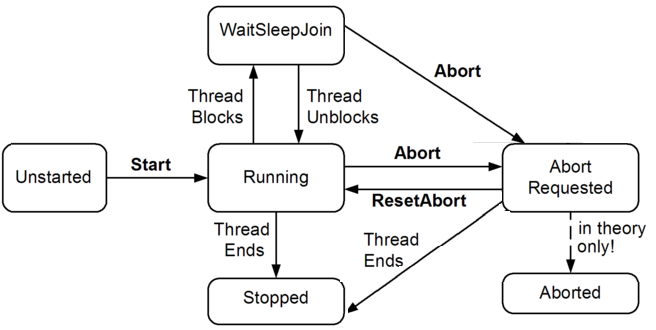 WaitSleepJoin
Abort
Thread
Blocks
Thread
Unblocks
Unstarted
Start
Running
Abort
ResetAbort
Abort
Requested
Thread
Ends
Thread
Ends
in theory
only!
Stopped
Aborted